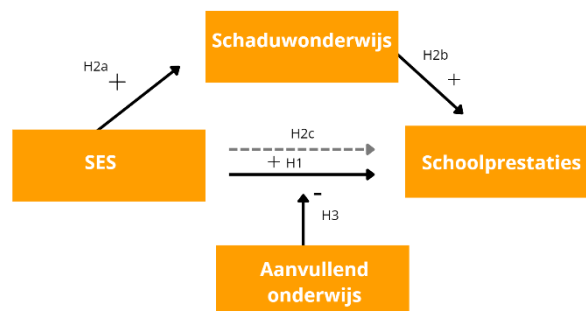 Schaduwonderwijs
H2a
+
H2b
+
SES
H2c
+ H1
Schoolprestaties
-
H3
Aanvullend
onderwijs